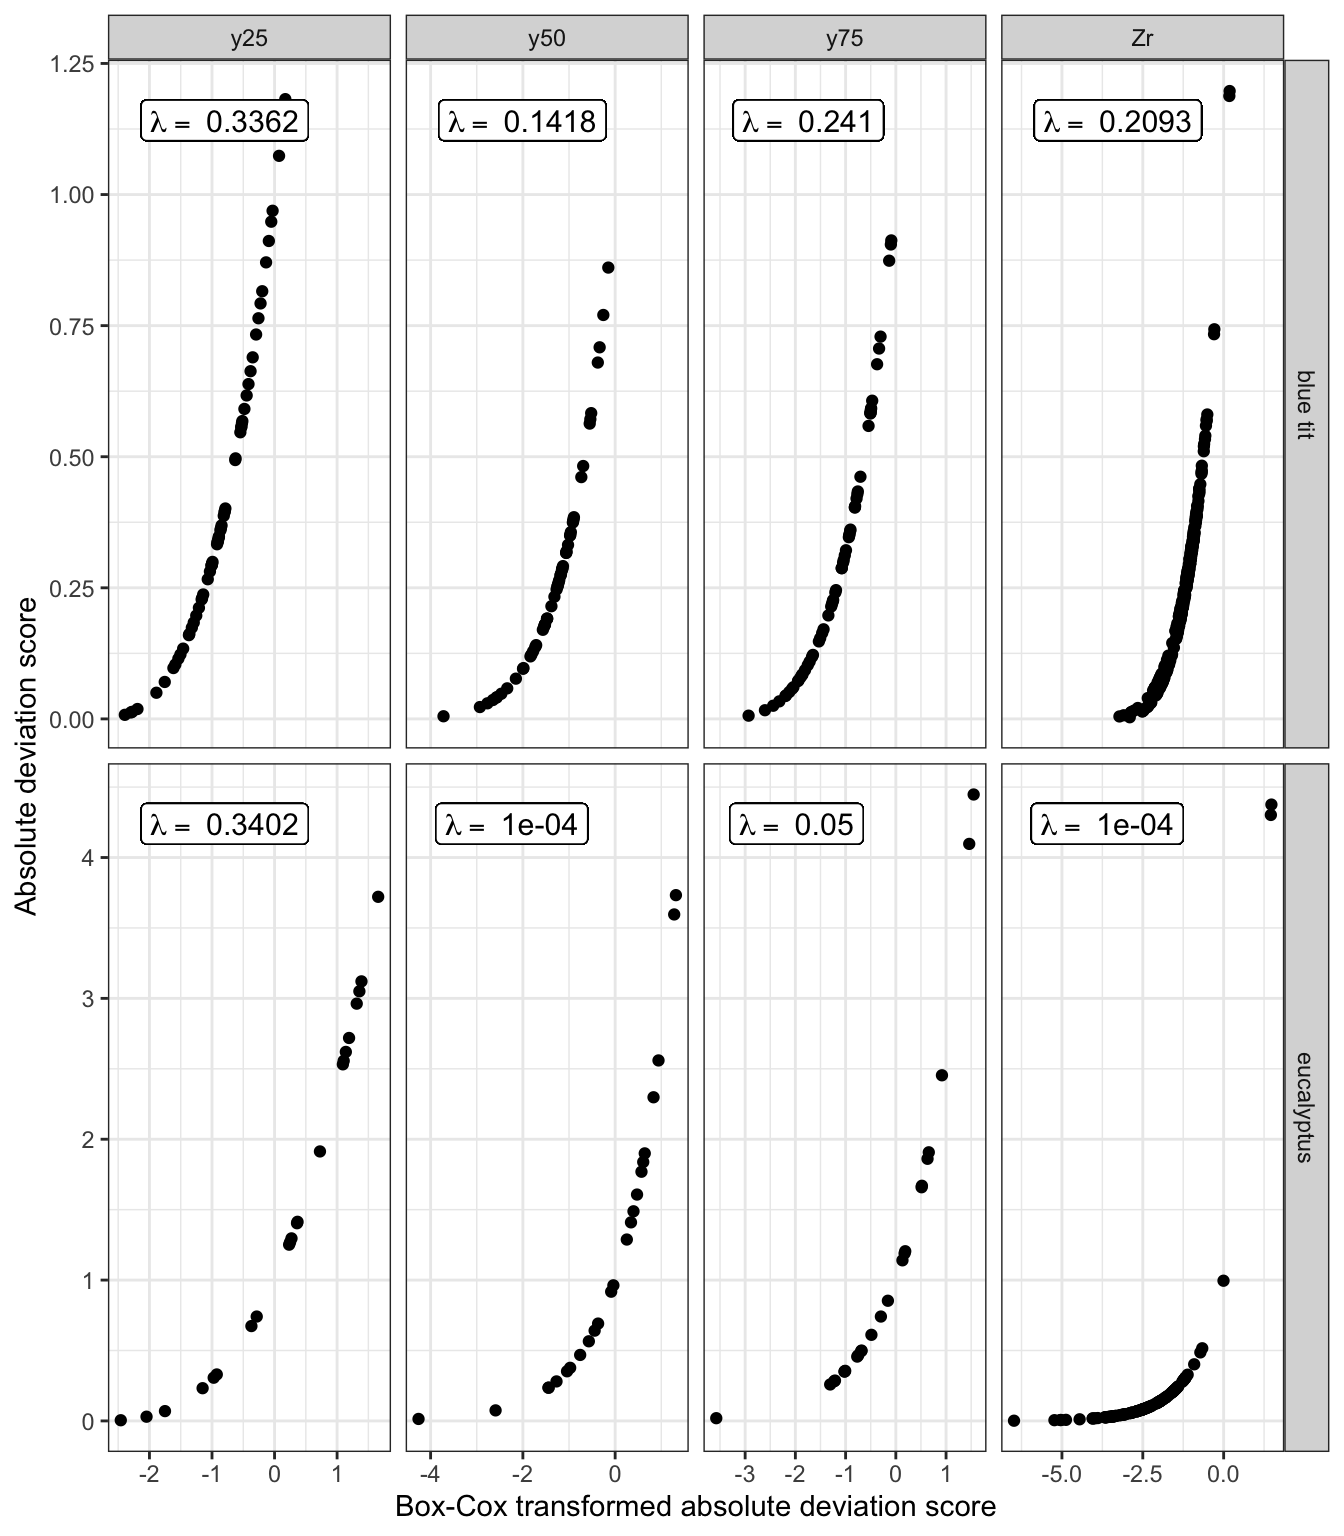 y25 y50 y75 Zr
λ = 0.3362 λ = 0.1418 λ = 0.241 λ = 0.2093
1.25
1.00
0.75
0.50
0.25
0.00
blue tit
Absolute deviation score
λ = 0.3402 λ = 1e-04 λ = 0.05 λ = 1e-04
4
3
2
1
0
eucalyptus
-2 -1 0 1 -4 -2 0 -3 -2 -1 0 1 -5.0 -2.5 0.0
Box-Cox transformed absolute deviation score